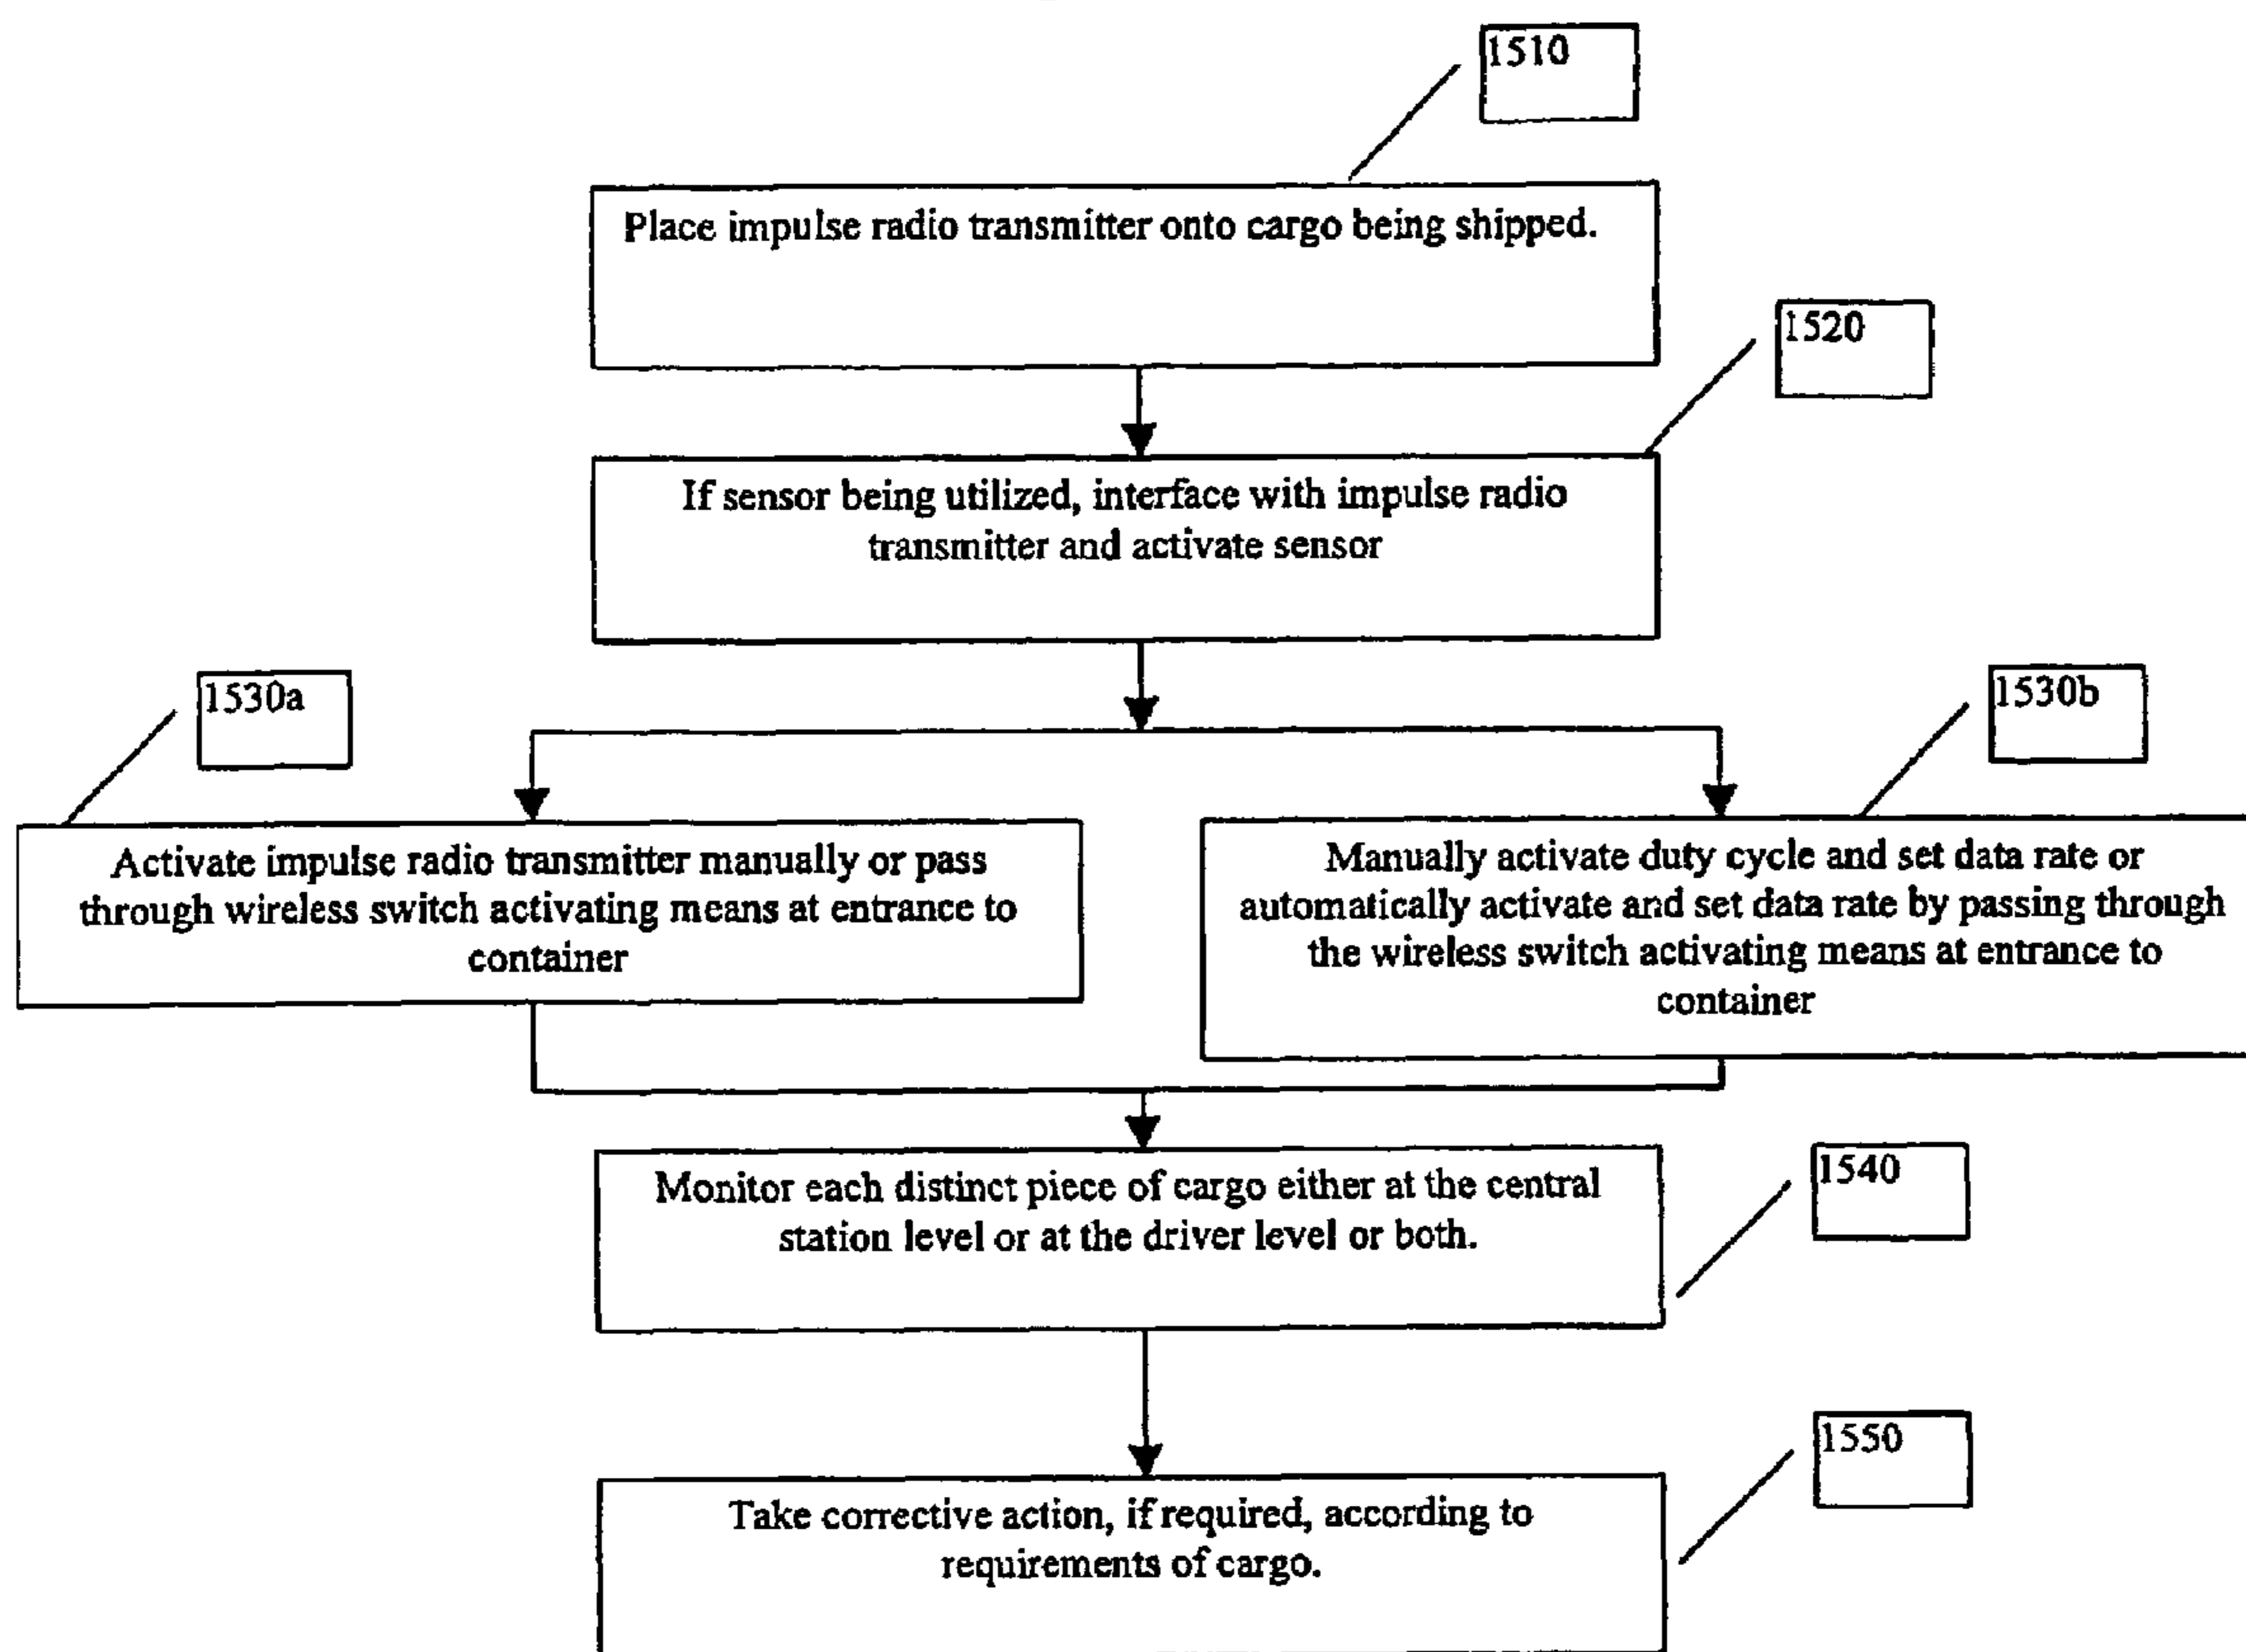 1510
Place impulse radio transmitter onto cargo being shipped.
1520
If sensor being utilized, interface with impulse radio
transmitter and activate sensor
1530a
1530b
Activate impulse radio transmitter manually or pass
through wireless switch activating means at entrance to
container
Manually activate duty cycle and set data rate or
automatically activate and set data rate by passing through
the wireless switch activating means at entrance to
container
1540
Monitor each distinct piece of cargo either at the central
station level or at the driver level or both.
1550
Take corrective action, if required, according to
requirements of cargo.